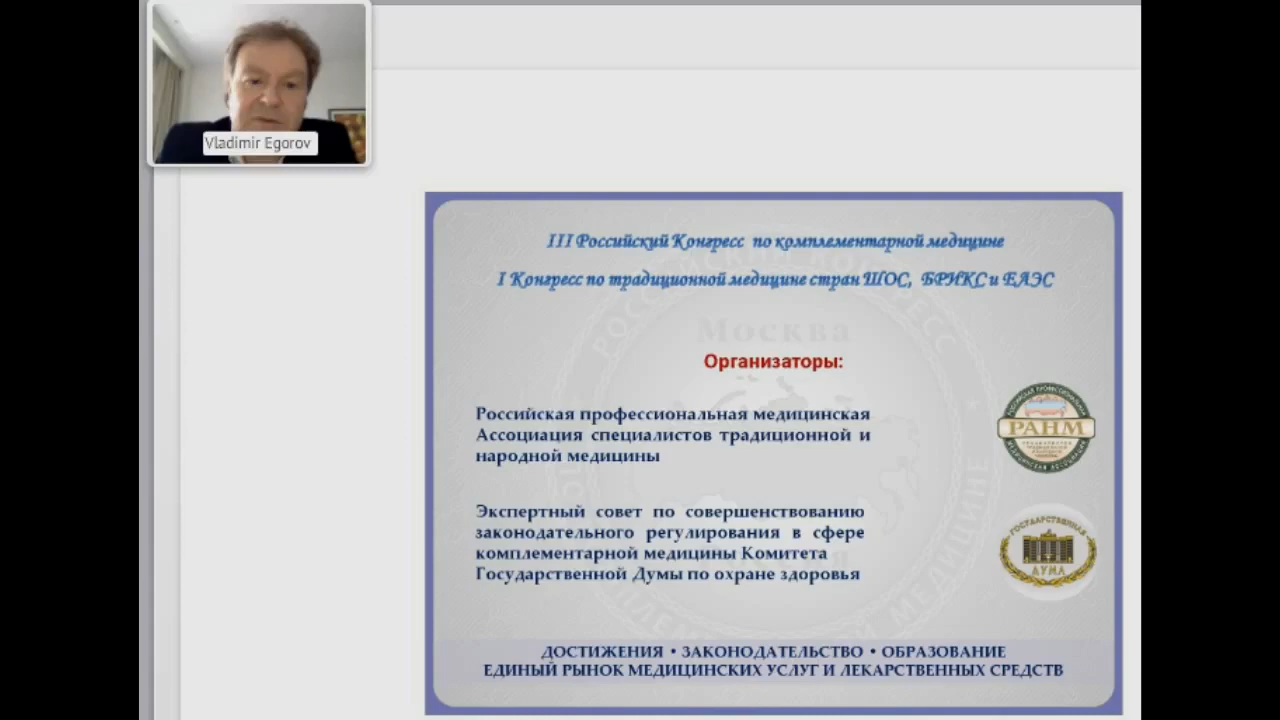 Vladimir Egorov
III Российский Конгресс по комплементарной медицине
I Конгресс по традиционной медицине стран ШОС, БРИКС и ЕАЭС
Москва
Организаторы:
Российская профессиональная медицинская
Ассоциация специалистов традиционной и
народной медицины
РАНМ
Экспертный совет по совершенствованию
законодательного регулирования в сфере
комплементарной медицины Комитета
Государственной Думы по охране здоровья
ГОСУДАРСТВЕННАЯ
ДУМА
ДОСТИЖЕНИЯ • ЗАКОНОДАТЕЛЬСТВО • ОБРАЗОВАНИЕ
ЕДИНЫЙ РЫНОК МЕДИЦИНСКИХ УСЛУГ И ЛЕКАРСТВЕННЫХ СРЕДСТВ